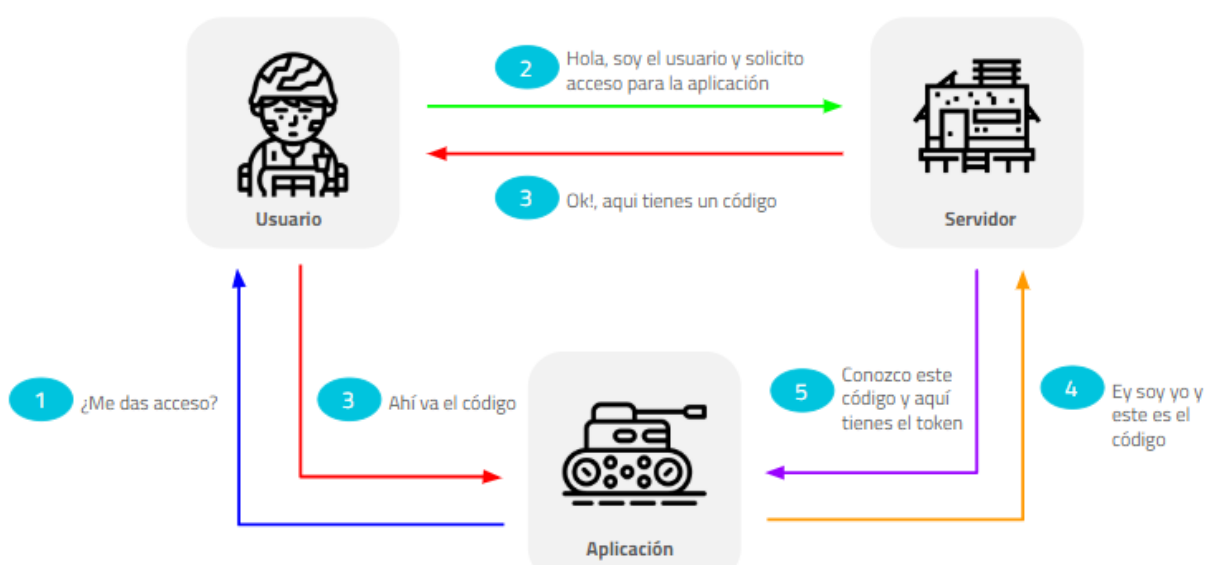 2
Hola, soy el usuario y solicito
acceso para la aplicación
3
Ok!, aqui tienes un código
Usuario
Servidor
1
¿Me das acceso?
3
Ahí va el código
5
Conozco este
código y aquí
tienes el token
4
Ey soy yo y
este es el
código
Aplicación